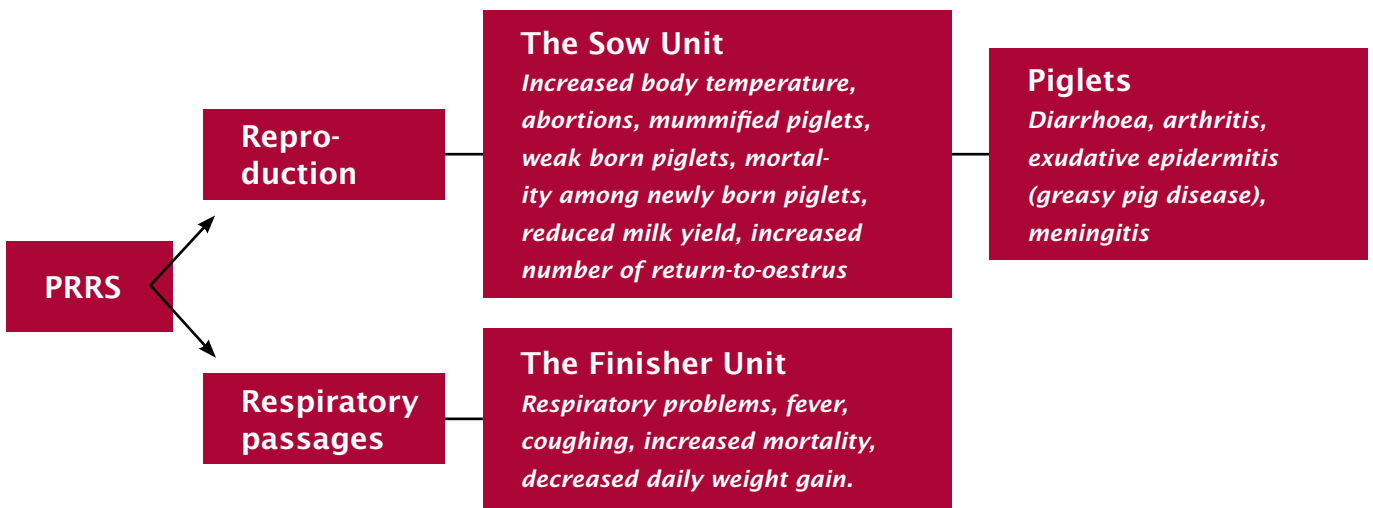 PRRS
Repro-
duction
The Sow Unit
Increased body temperature,
abortions, mummified piglets,
weak born piglets, mortal-
ity among newly born piglets,
reduced milk yield, increased
number of return-to-oestrus
Piglets
Diarrhoea, arthritis,
exudative epidermitis
(greasy pig disease),
meningitis
Respiratory
passages
The Finisher Unit
Respiratory problems, fever,
coughing, increased mortality,
decreased daily weight gain.